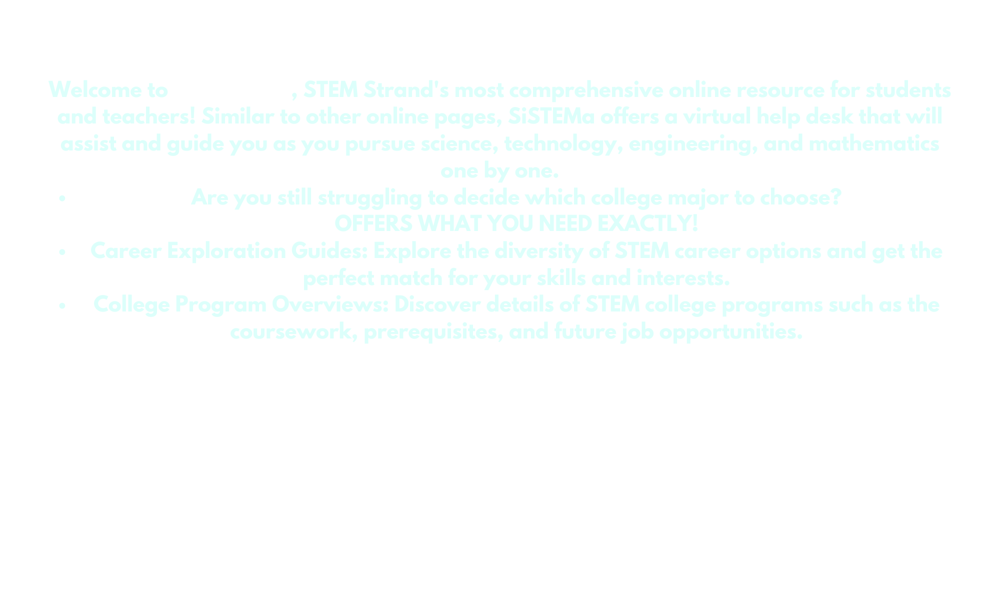 Welcome to , STEM Strand's most comprehensive online resource for students
and teachers! Similar to other online pages, SiSTEMa offers a virtual help desk that will
assist and guide you as you pursue science, technology, engineering, and mathematics
one by one.
• Are you still struggling to decide which college major to choose?
OFFERS WHAT YOU NEED EXACTLY!
• Career Exploration Guides: Explore the diversity of STEM career options and get the
perfect match for your skills and interests.
• College Program Overviews: Discover details of STEM college programs such as the
coursework, prerequisites, and future job opportunities.